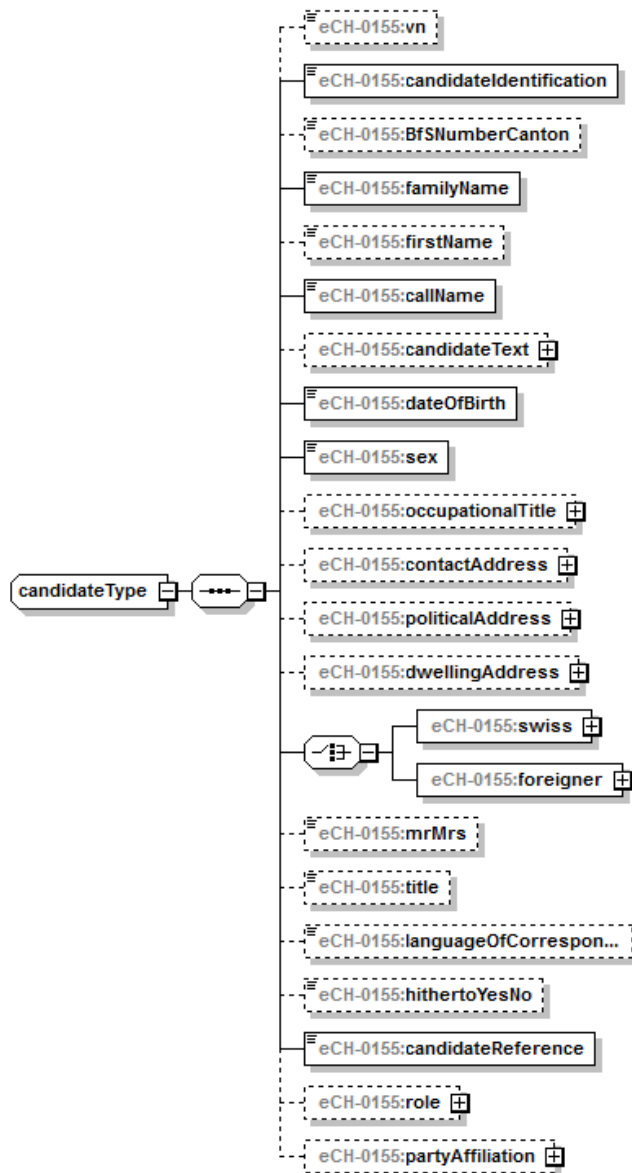 eCH-0155:vn
eCH-0155:candidateIdentification
eCH-0155:BfSNumberCanton
eCH-0155:familyName
eCH-0155:firstName
eCH-0155:callName
eCH-0155:candidateText
eCH-0155:dateOfBirth
eCH-0155:sex
eCH-0155:occupationalTitle
eCH-0155:contactAddress
candidateType
eCH-0155:politicalAddress
eCH-0155:dwellingAddress
eCH-0155:swiss
eCH-0155:foreigner
eCH-0155:mrMrs
eCH-0155:title
eCH-0155:languageOfCorrespon...
eCH-0155:hithertoYesNo
eCH-0155:candidateReference
eCH-0155:role
eCH-0155:partyAffiliation